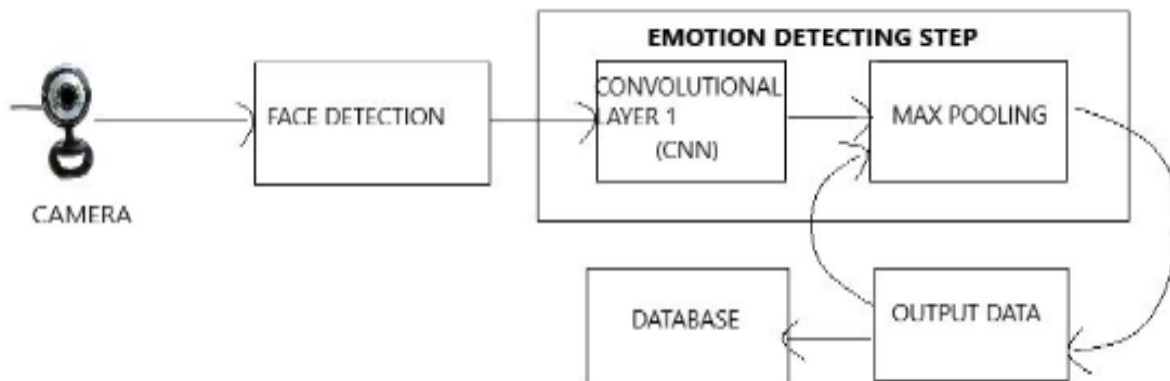 EMOTION DETECTING STEP
CONVOLUTIONAL
LAYER 1
(CNN)
FACE DETECTION
MAX POOLING
CAMERA
DATABASE
OUTPUT DATA